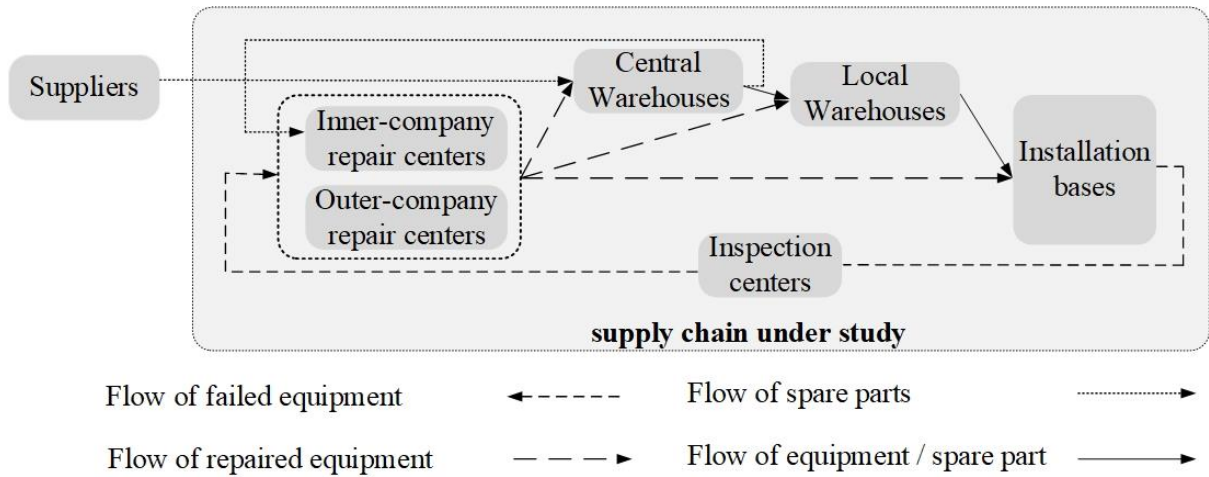 Suppliers
Central
Warehouses
Local
Warehouses
Inner-company
repair centers
Outer-company
repair centers
Installation
bases
Inspection
centers
supply chain under study
Flow of failed equipment
Flow of spare parts
Flow of repaired equipment
Flow of equipment / spare part